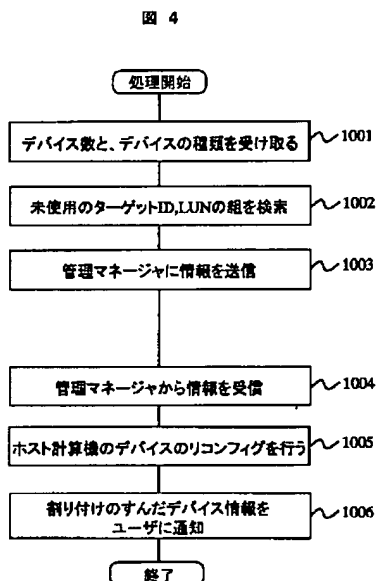 図 4
処理開始
デバイス数と、デバイスの種類を受け取る
1001
未使用のターゲットID,LUNの組を検索
1002
管理マネージャに情報を送信
1003
管理マネージャから情報を受信
1004
ホスト計算機のデバイスのリコンフィグを行う
1005
割り付けのすんだデバイス情報を
ユーザに通知
1006
終了